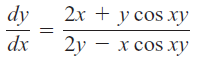 dy/dx = (2x + y cos xy)/(2y − x cos xy)